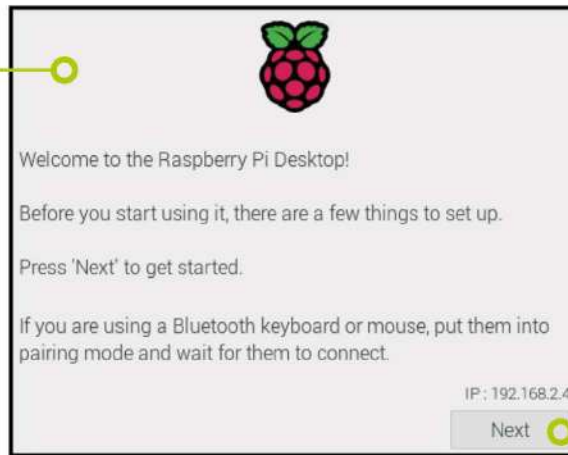 Welcome to the Raspberry Pi Desktop!
Before you start using it, there are a few things to set up.
Press 'Next' to get started.
If you are using a Bluetooth keyboard or mouse, put them into
pairing mode and wait for them to connect.
IP : 192.168.2.4
Next